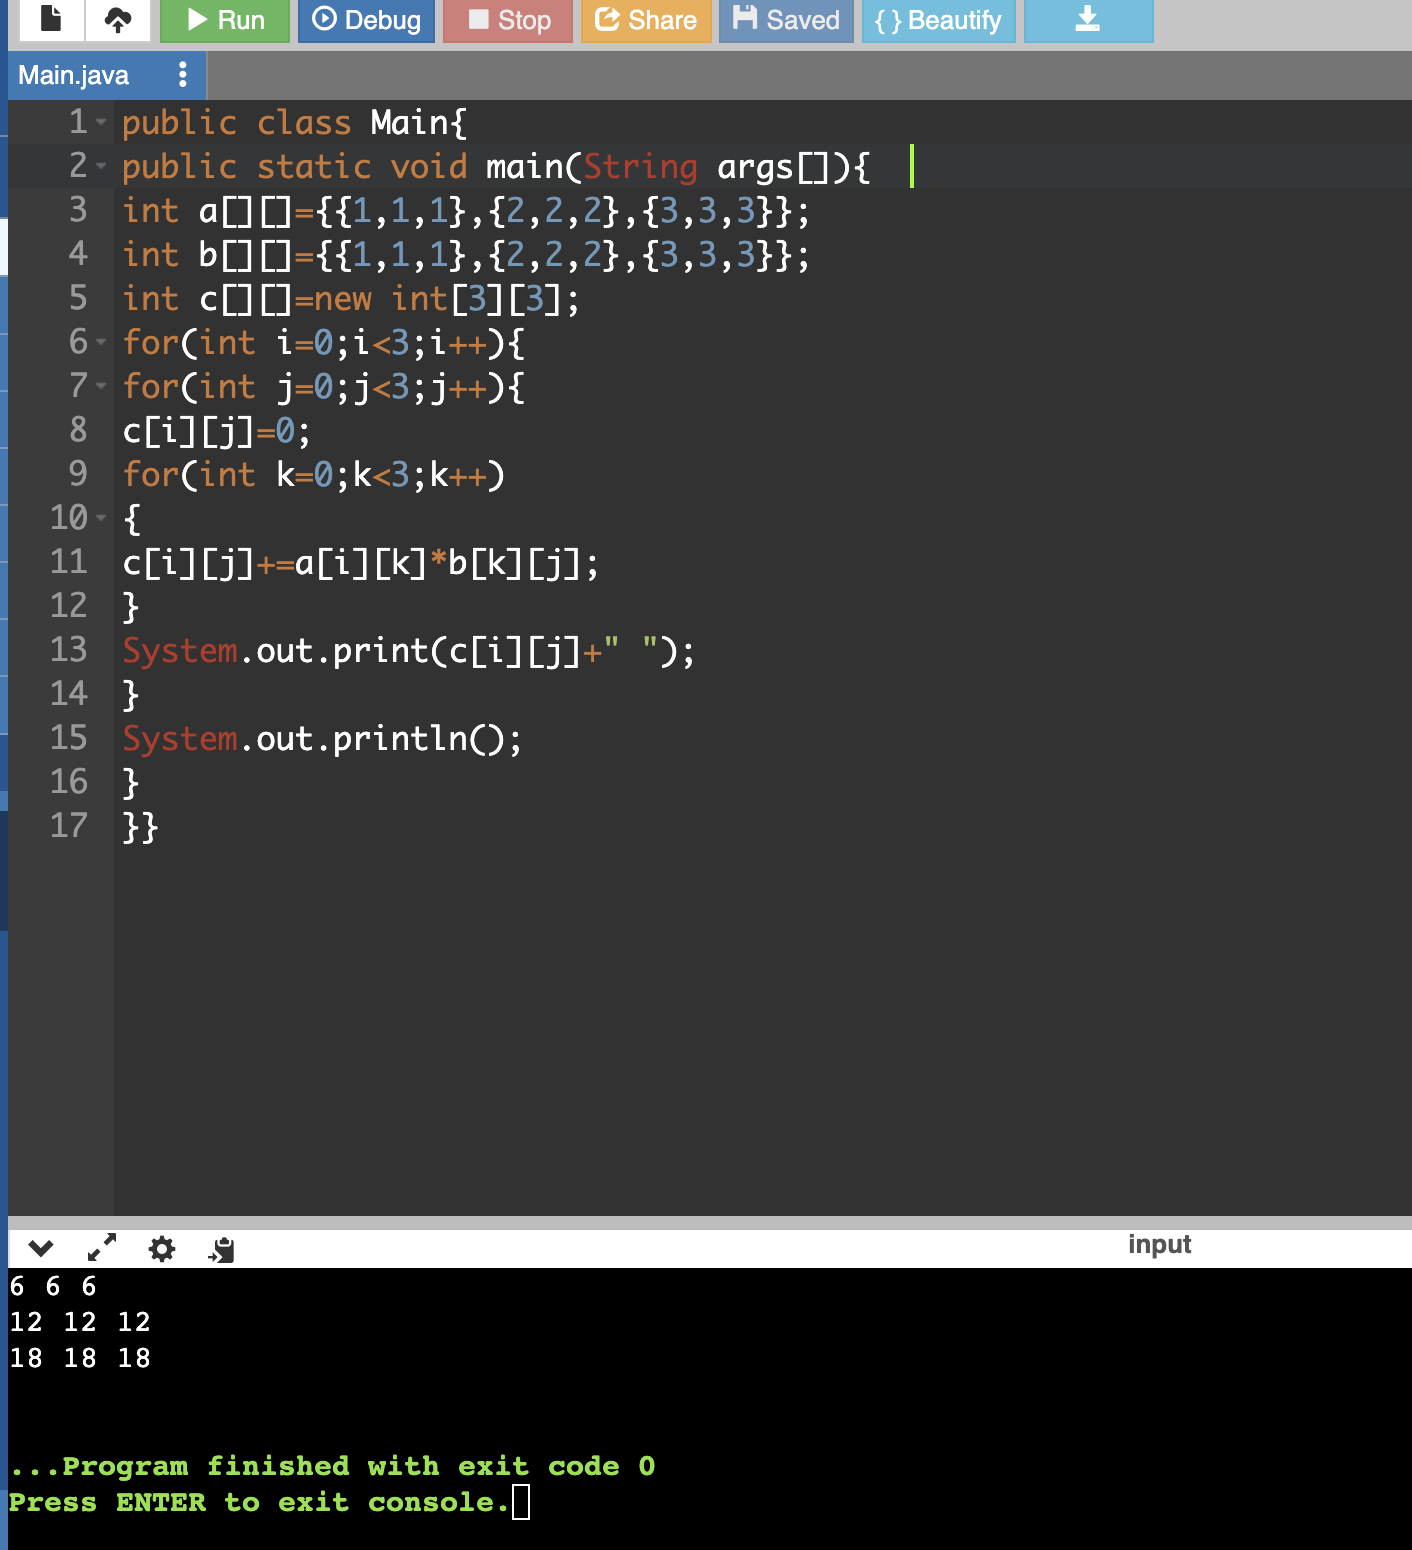 Run Debug Stop Share Saved { } Beautify
Main.java
1 public class Main{
2 public static void main(String args[]){
3 int a[][]={{1,1,1},{2,2,2},{3,3,3}};
4 int b[][]={{1,1,1},{2,2,2},{3,3,3}};
5 int c[][]=new int[3][3];
6 for(int i=0;i<3;i++){
7 for(int j=0;j<3;j++){
8 c[i][j]=0;
9 for(int k=0;k<3;k++)
10 {
11 c[i][j]+=a[i][k]*b[k][j];
12 }
13 System.out.print(c[i][j]+" ");
14 }
15 System.out.println();
16 }
17 }}
input
6 6 6
12 12 12
18 18 18
...Program finished with exit code 0
Press ENTER to exit console.